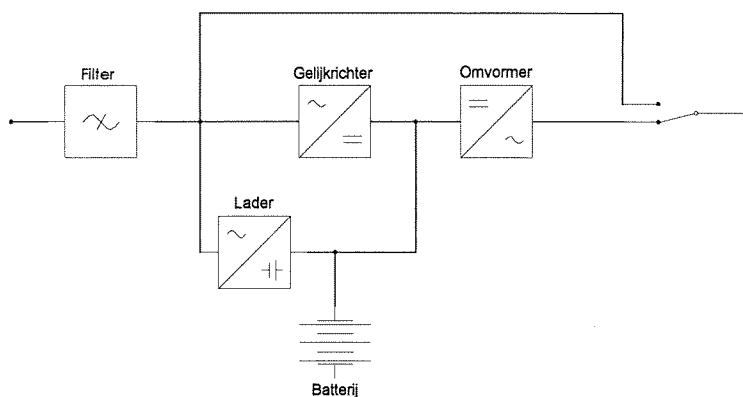 Filter
Gelijkrichter
Omvormer
Lader
Batterij